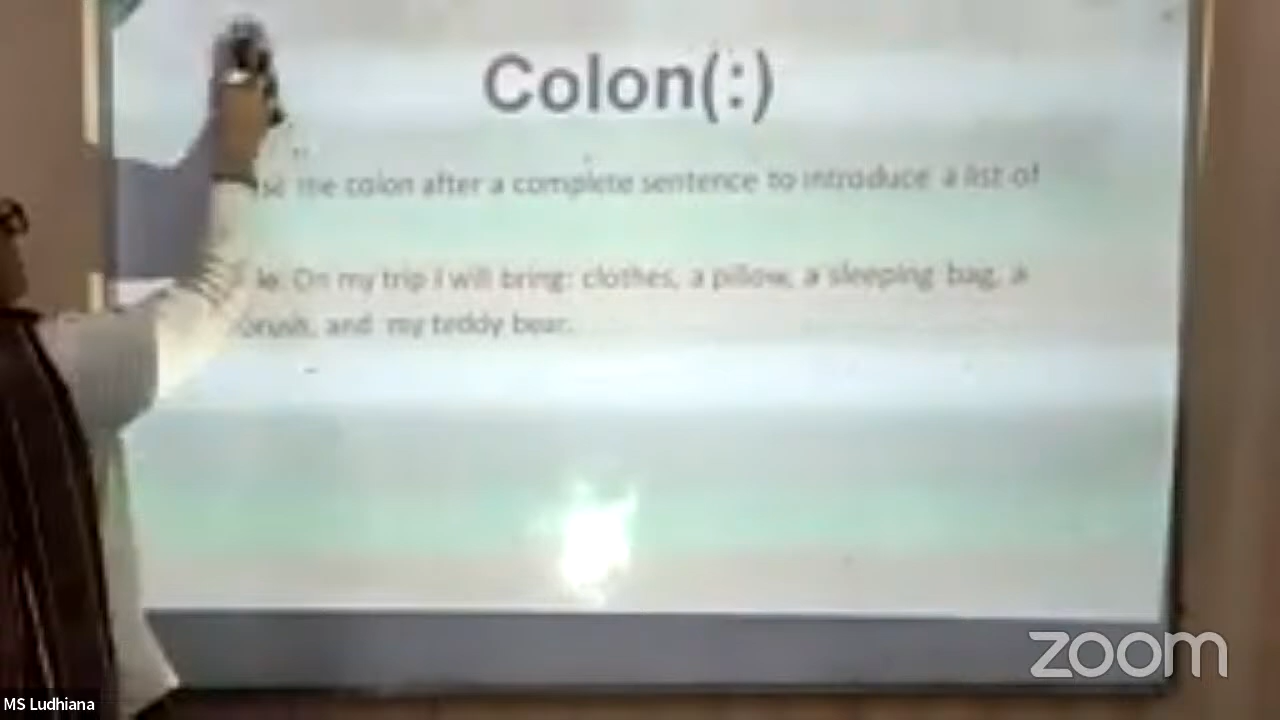 Colon(:)
the colon after a complete sentence to introduce a list of
On my trip I will bring: clothes, a pillow, a sleeping bag, a
and my teddy bear.
zoom
MS Ludhiana